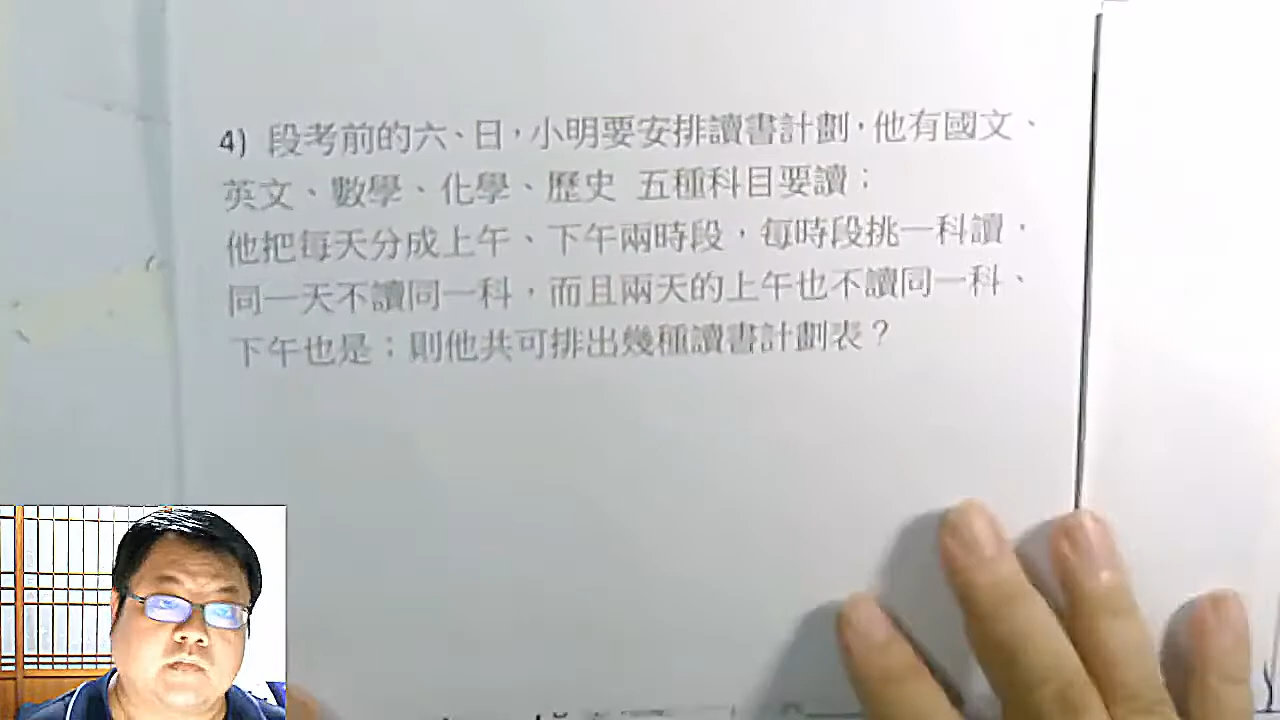 4) 段考前的六、日，小明要安排讀書計劃，他有國文、
英文、數學、化學、歷史 五種科目要讀；
他把每天分成上午、下午兩時段，每時段挑一科讀，
同一天不讀同一科，而且兩天的上午也不讀同一科、
下午也是；則他共可排出幾種讀書計劃表？